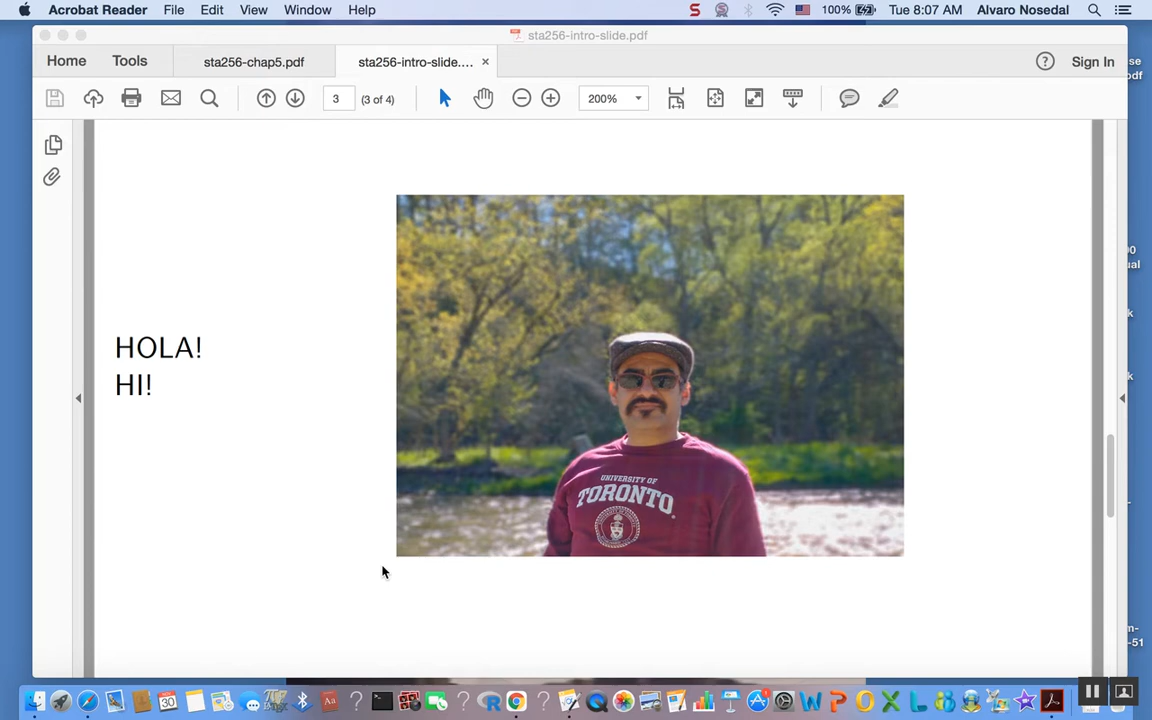 Acrobat Reader File Edit View Window Help 100% Tue 8:07 AM Alvaro Nosedal
sta256-intro-slide.pdf
Home Tools sta256-chap5.pdf sta256-intro-slide.... × Sign In
3 (3 of 4) 200%
HOLA!
HI!
UNIVERSITY OF
TORONTO